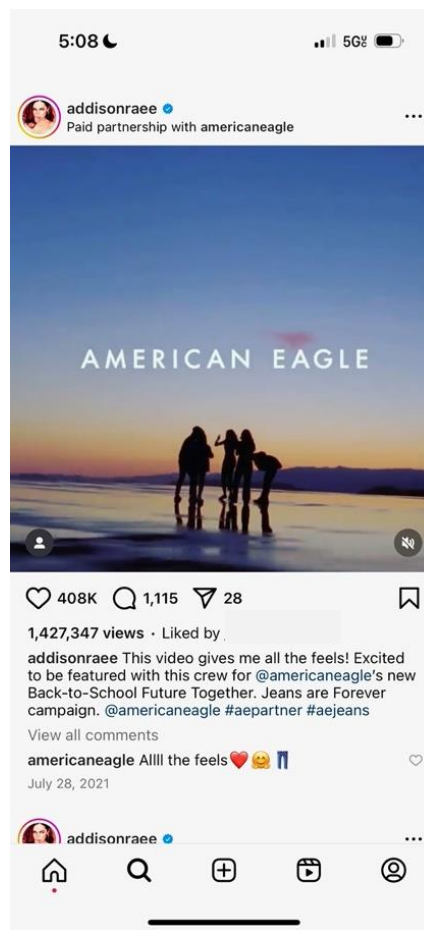 5:08
5G
addisonraee
Paid partnership with americaneagle
AMERICAN EAGLE
408K 1,115 28
1,427,347 views · Liked by
addisonraee This video gives me all the feels! Excited
to be featured with this crew for @americaneagle's new
Back-to-School Future Together. Jeans are Forever
campaign. @americaneagle #aepartner #aejeans
View all comments
americaneagle Allll the feels❤️🤗👖
July 28, 2021
addisonraee